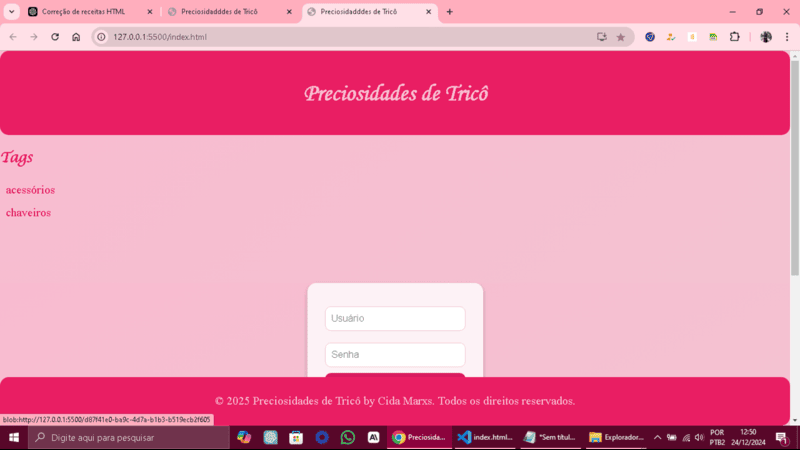 Correção de receitas HTML
Preciosidadddes de Tricô
Preciosidadddes de Tricô
127.0.0.1:5500/index.html
Preciosidades de Tricô
Tags
acessórios
chaveiros
Usuário
Senha
© 2025 Preciosidades de Tricô by Cida Marxs. Todos os direitos reservados.
blob:http://127.0.0.1:5500/d87f41e0-ba9c-4d7a-b1b3-b519ecb2f605
Digite aqui para pesquisar
Preciosida...
index.html...
*Sem títul...
Explorador...
POR
PTB2
12:50
24/12/2024
1